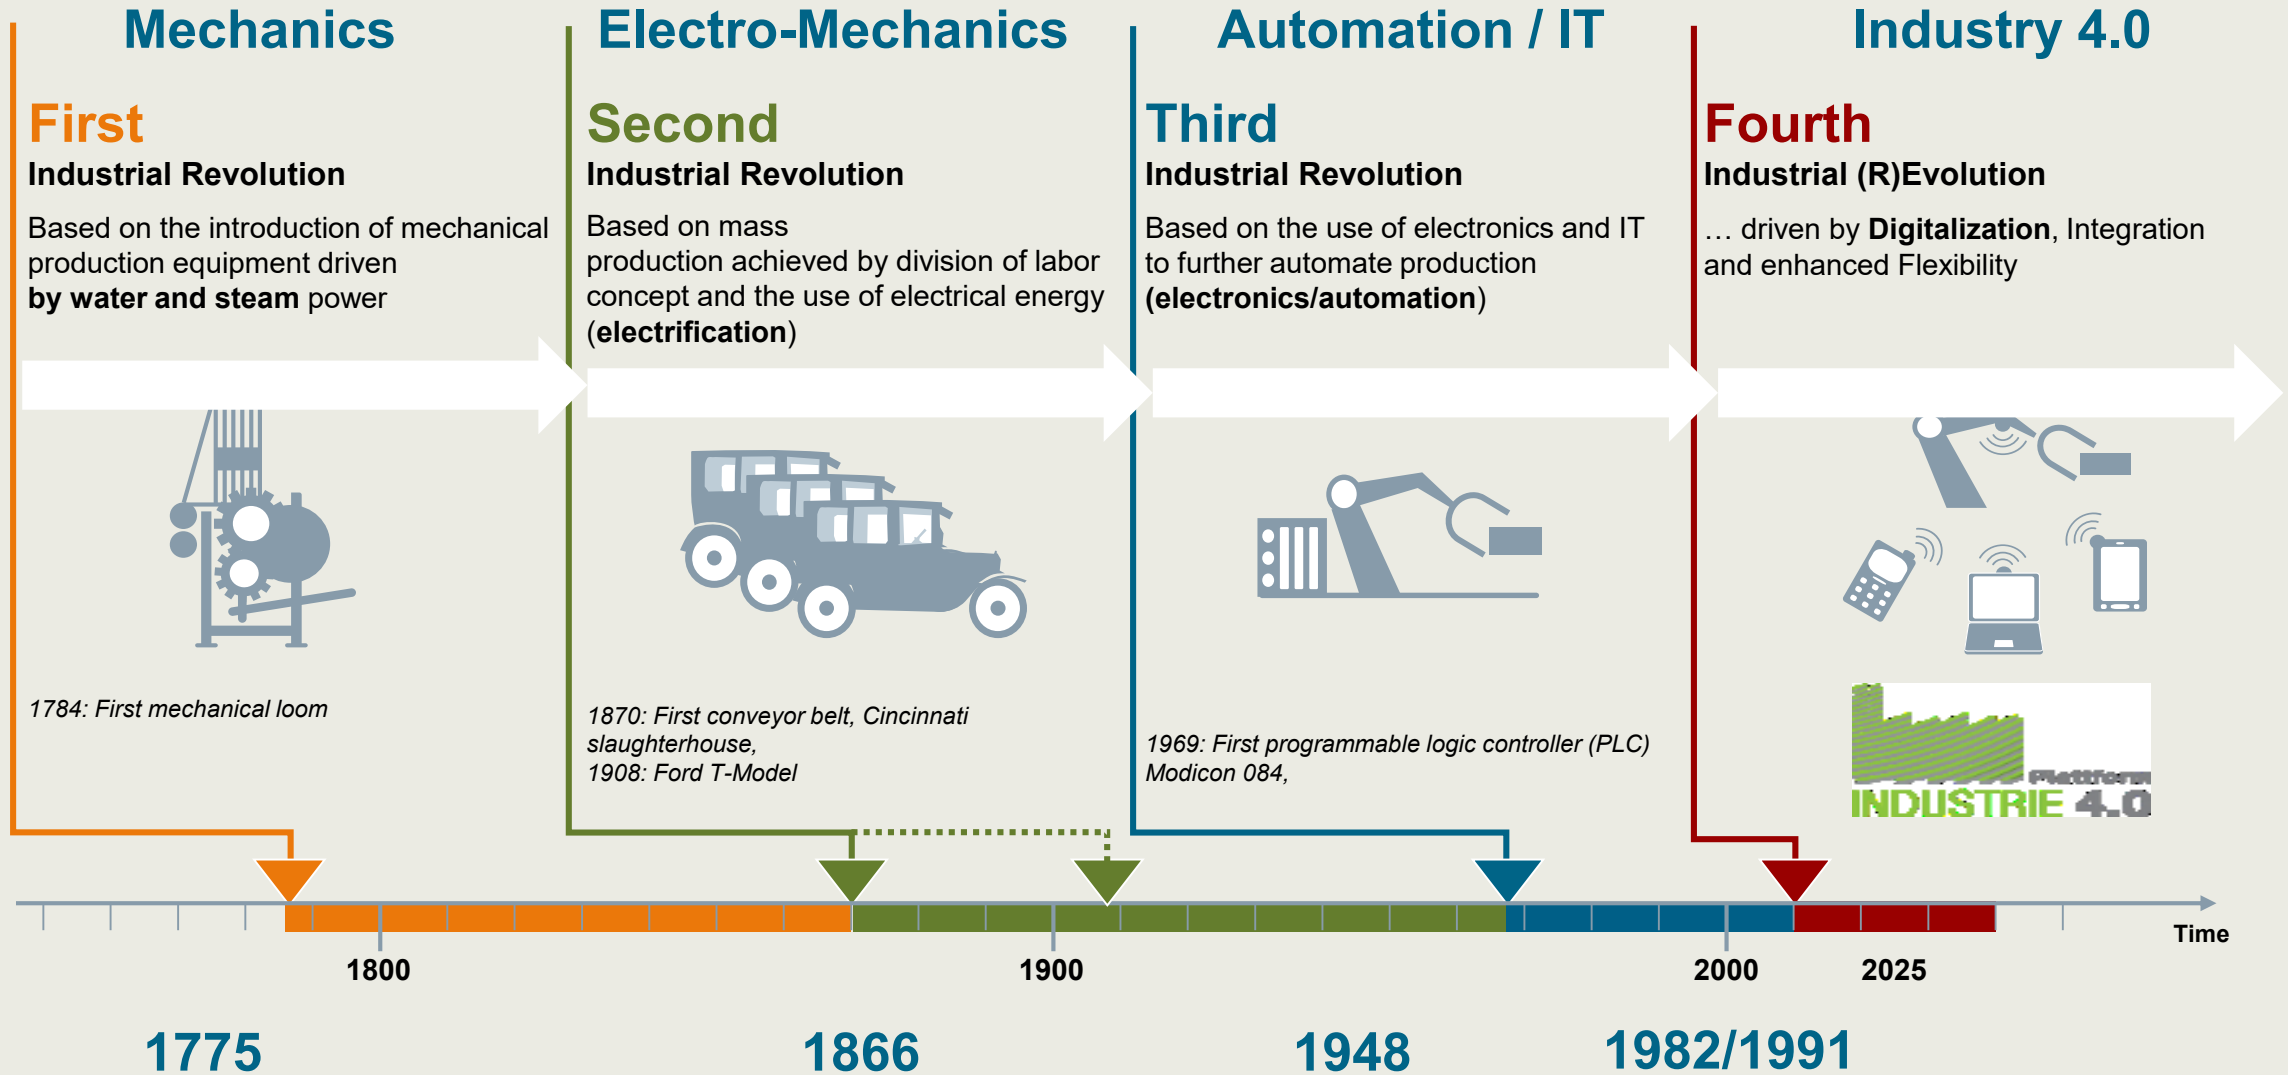 Mechanics
Electro-Mechanics
Automation / IT
Industry 4.0
First
Industrial Revolution
Based on the introduction of mechanical
production equipment driven
by water and steam power
Second
Industrial Revolution
Based on mass
production achieved by division of labor
concept and the use of electrical energy
(electrification)
Third
Industrial Revolution
Based on the use of electronics and IT
to further automate production
(electronics/automation)
Fourth
Industrial (R)Evolution
… driven by Digitalization, Integration
and enhanced Flexibility
1784: First mechanical loom
1870: First conveyor belt, Cincinnati
slaughterhouse,
1908: Ford T-Model
1969: First programmable logic controller (PLC)
Modicon 084,
Plattform
INDUSTRIE 4.0
Time
1800
1900
2000
2025
1775
1866
1948
1982/1991